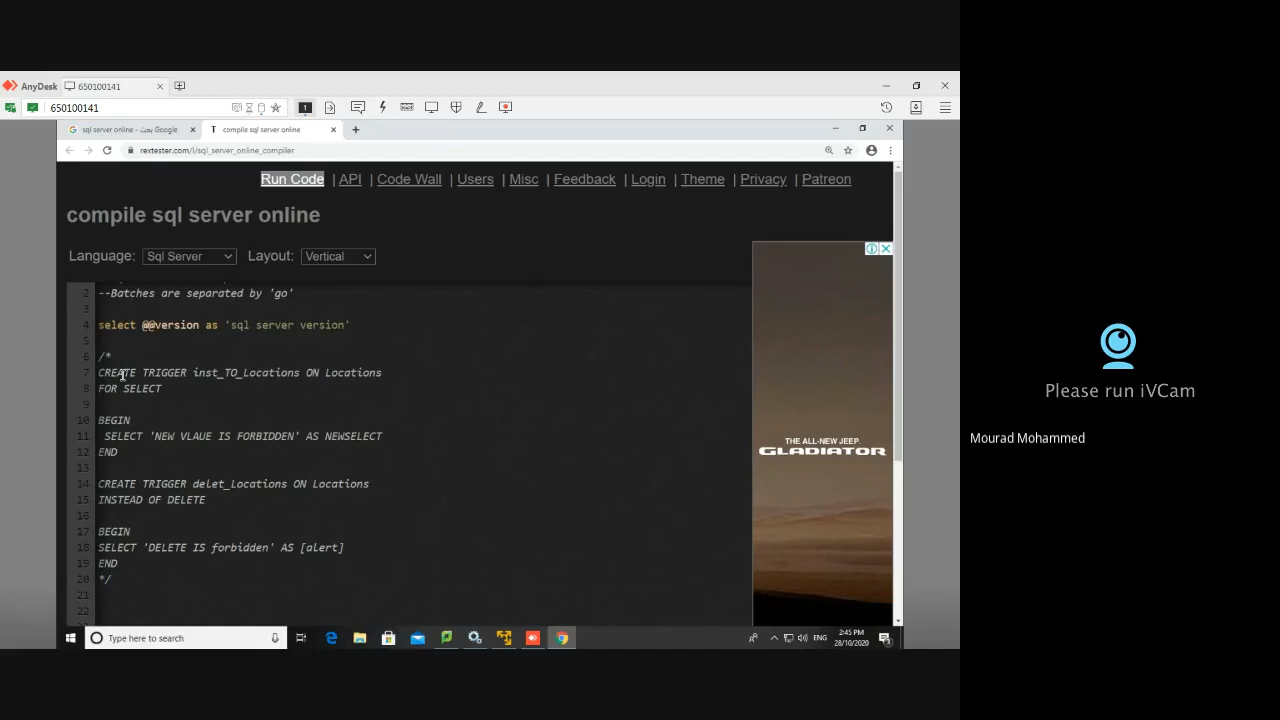 AnyDesk
650100141
650100141
1
sql server online - بحث Google
T compile sql server online
rextester.com/l/sql_server_online_compiler
Run Code | API | Code Wall | Users | Misc | Feedback | Login | Theme | Privacy | Patreon
compile sql server online
Language: Sql Server Layout: Vertical
2 --Batches are separated by 'go'
3
4 select @@version as 'sql server version'
5
6 /*
7 CREATE TRIGGER inst_TO_Locations ON Locations
8 FOR SELECT
9
10 BEGIN
11 SELECT 'NEW VLAUE IS FORBIDDEN' AS NEWSELECT
12 END
13
14 CREATE TRIGGER delet_Locations ON Locations
15 INSTEAD OF DELETE
16
17 BEGIN
18 SELECT 'DELETE IS forbidden' AS [alert]
19 END
20 */
21
22
THE ALL-NEW JEEP
GLADIATOR
Type here to search
ENG
2:45 PM
28/10/2020
Please run iVCam
Mourad Mohammed